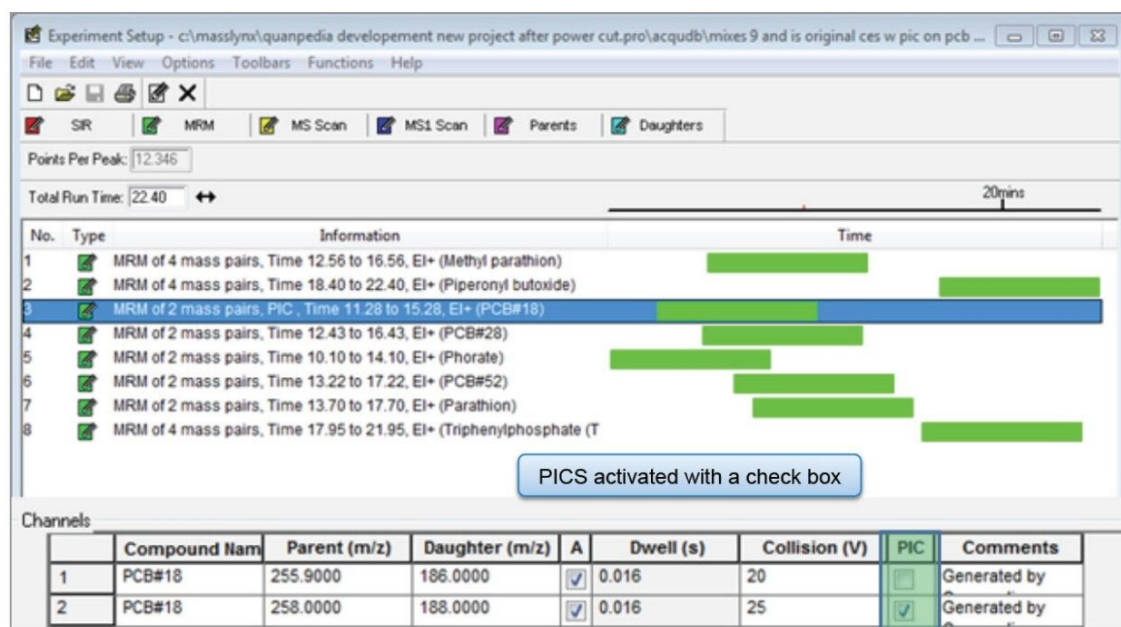 Experiment Setup - c:\masslynx\quanpedia developement new project after power cut.pro\acqudb\mixes 9 and is original ces w pic on pcb ...
File Edit View Options Toolbars Functions Help
SIR MRM MS Scan MS1 Scan Parents Daughters
Points Per Peak: 12.346
Total Run Time: 22.40 20mins
No. Type Information Time
1 MRM of 4 mass pairs, Time 12.56 to 16.56, EI+ (Methyl parathion)
2 MRM of 4 mass pairs, Time 18.40 to 22.40, EI+ (Piperonyl butoxide)
3 MRM of 2 mass pairs, PIC , Time 11.28 to 15.28, EI+ (PCB#18)
4 MRM of 2 mass pairs, Time 12.43 to 16.43, EI+ (PCB#28)
5 MRM of 2 mass pairs, Time 10.10 to 14.10, EI+ (Phorate)
6 MRM of 2 mass pairs, Time 13.22 to 17.22, EI+ (PCB#52)
7 MRM of 2 mass pairs, Time 13.70 to 17.70, EI+ (Parathion)
8 MRM of 4 mass pairs, Time 17.95 to 21.95, EI+ (Triphenylphosphate (T
PICS activated with a check box
Channels
Compound Nam Parent (m/z) Daughter (m/z) A Dwell (s) Collision (V) PIC Comments
1 PCB#18 255.9000 186.0000 0.016 20 Generated by
2 PCB#18 258.0000 188.0000 0.016 25 Generated by